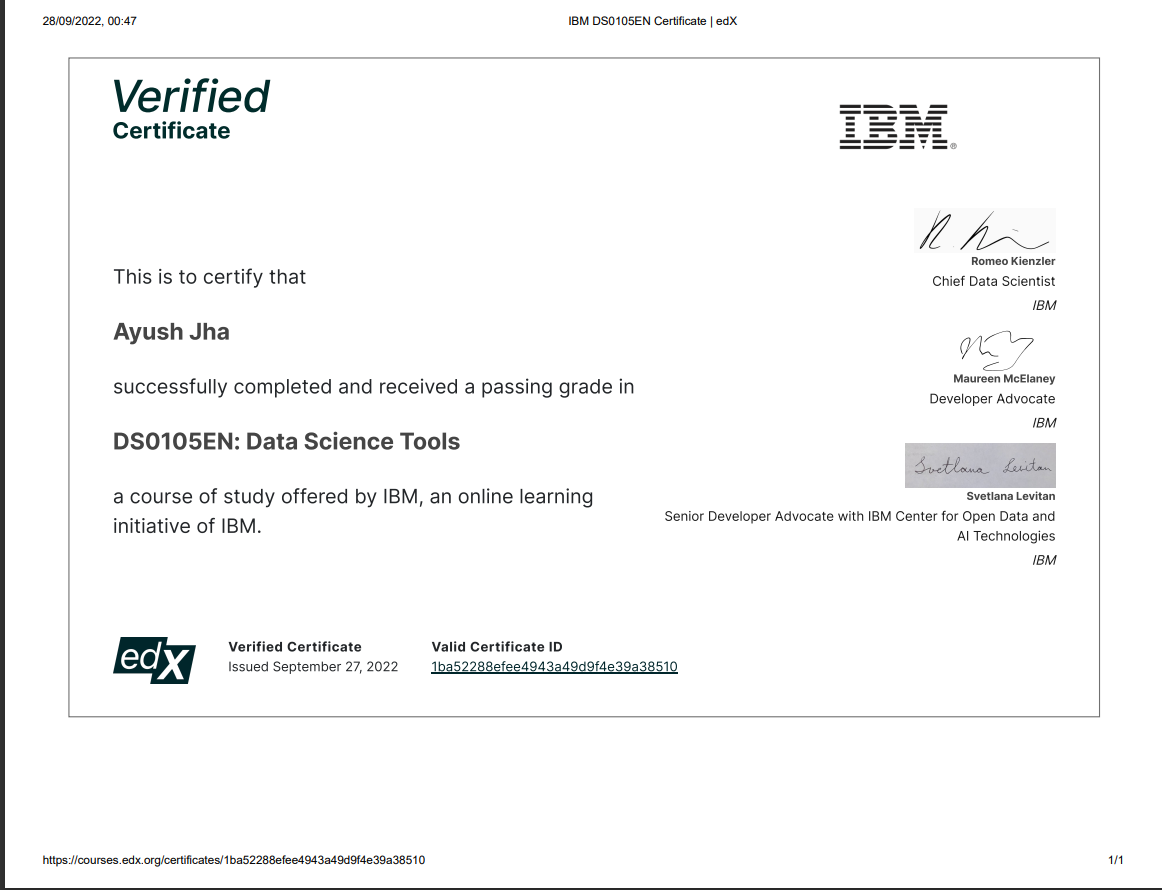 28/09/2022, 00:47
IBM DS0105EN Certificate | edX
Verified
Certificate
IBM®
This is to certify that
Ayush Jha
successfully completed and received a passing grade in
DS0105EN: Data Science Tools
a course of study offered by IBM, an online learning
initiative of IBM.
Romeo Kienzler
Chief Data Scientist
IBM
Maureen McElaney
Developer Advocate
IBM
Svetlana Levitan
Svetlana Levitan
Senior Developer Advocate with IBM Center for Open Data and
AI Technologies
IBM
edX
Verified Certificate
Issued September 27, 2022
Valid Certificate ID
1ba52288efee4943a49d9f4e39a38510
https://courses.edx.org/certificates/1ba52288efee4943a49d9f4e39a38510
1/1